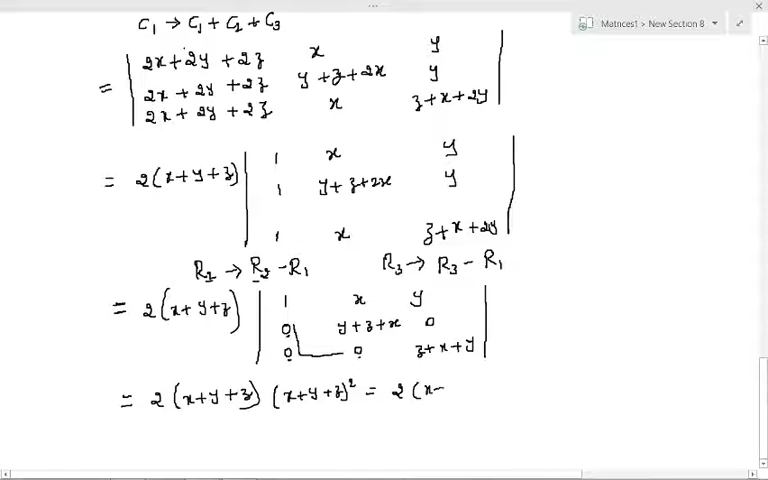 Matrices1 > New Section 8
C₁ → C₁ + C₂ + C₃
= | 2x+2y+2z   x   y |
| 2x+2y+2z   y+z+2x   y |
| 2x+2y+2z   x   z+x+2y |
= 2(x+y+z) | 1   x   y |
| 1   y+z+2x   y |
| 1   x   z+x+2y |
R₂ → R₂-R₁   R₃ → R₃-R₁
= 2(x+y+z) | 1   x   y |
| 0   y+z+x   0 |
| 0   0   z+x+y |
= 2(x+y+z)(x+y+z)² = 2(x